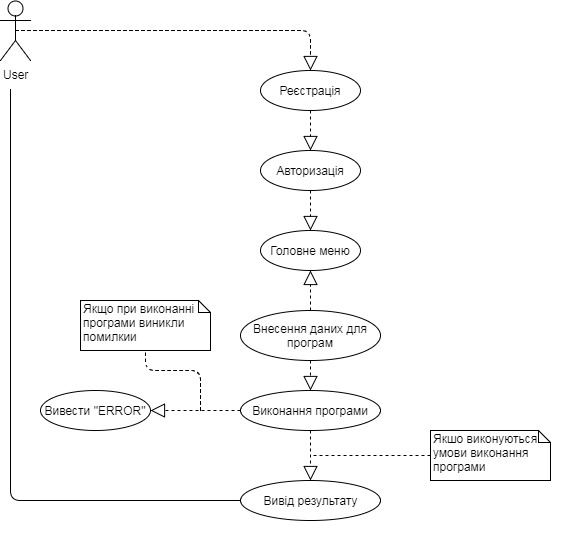 User
Реєстрація
Авторизація
Головне меню
Внесення даних для
програм
Якщо при виконанні
програми виникли
помилкии
Вивести "ERROR"
Виконання програми
Якшо виконуються
умови виконання
програми
Вивід результату